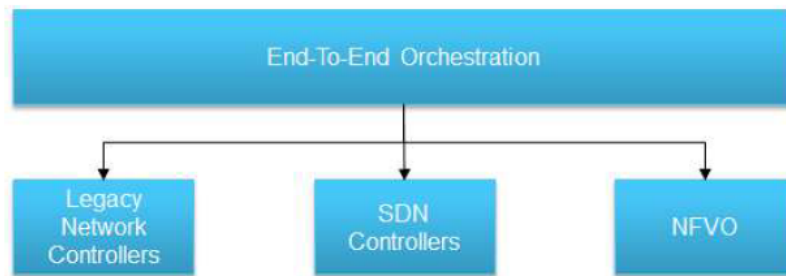 End-To-End Orchestration
Legacy
Network
Controllers
SDN
Controllers
NFVO